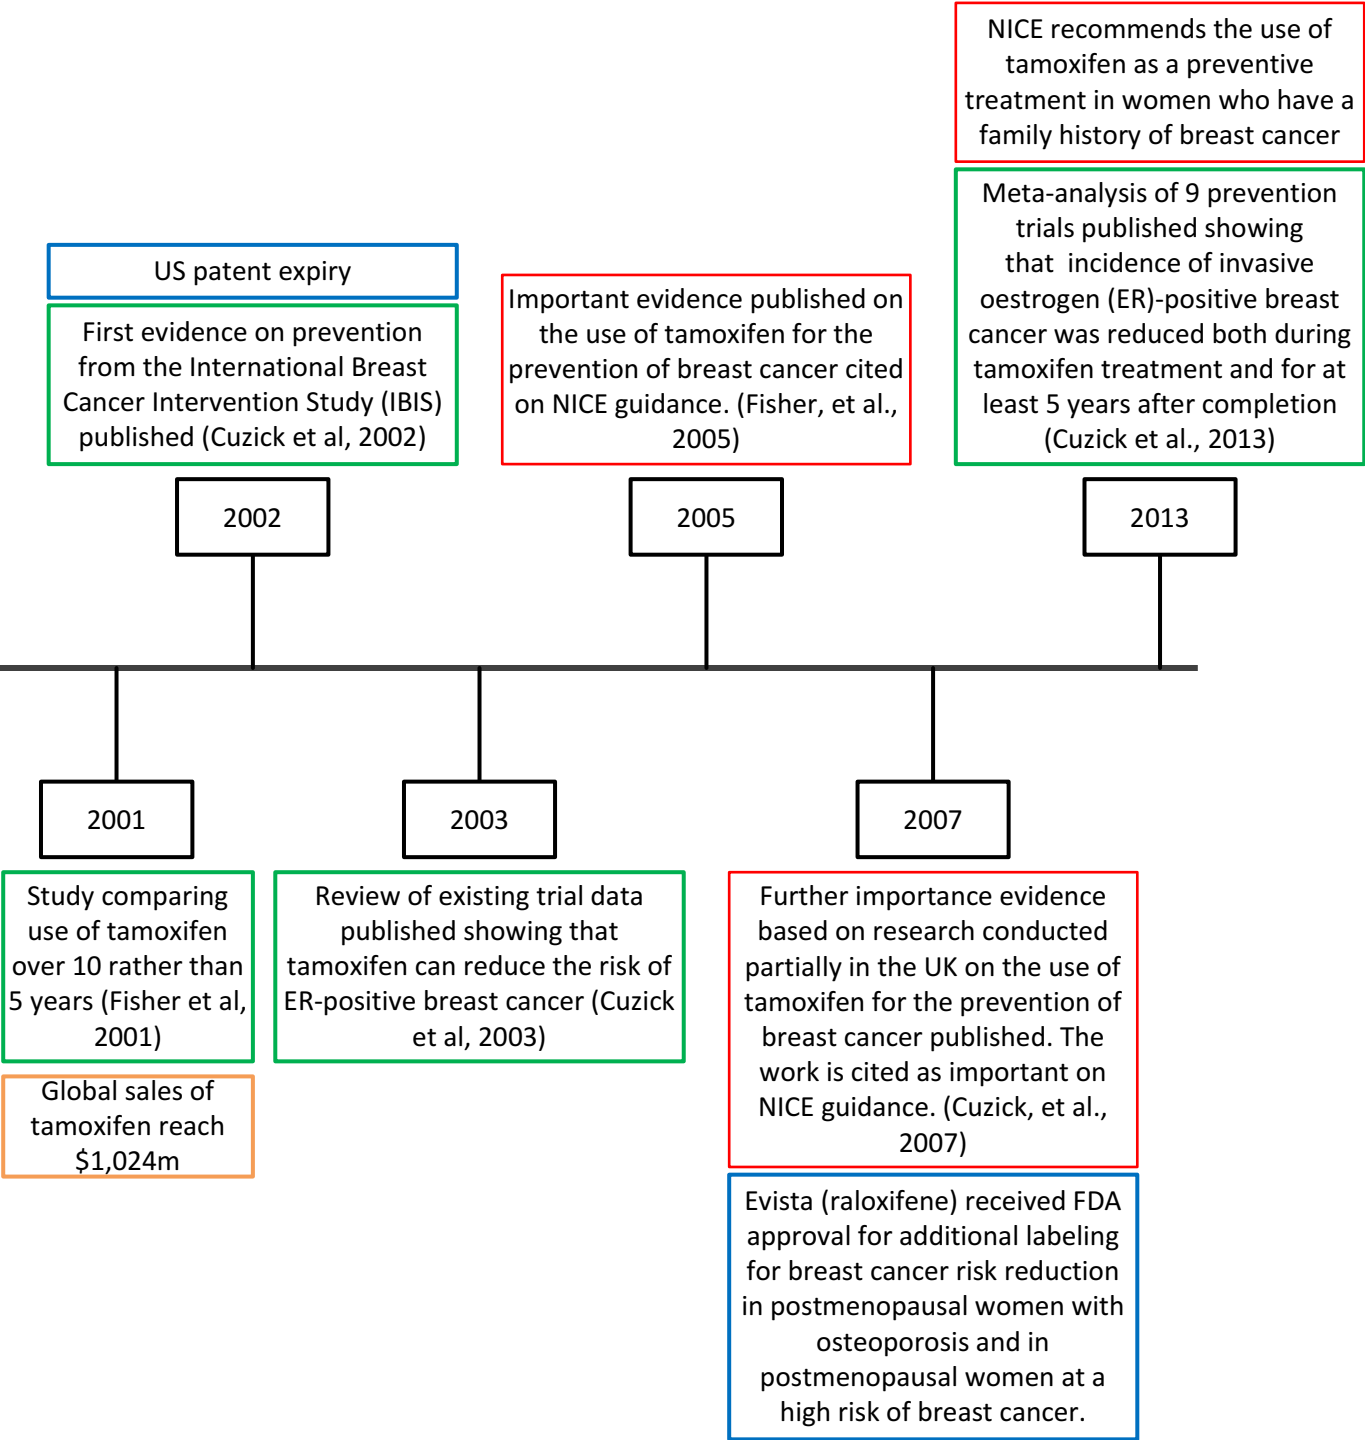 NICE recommends the use of
tamoxifen as a preventive
treatment in women who have a
family history of breast cancer
Meta-analysis of 9 prevention
trials published showing
that  incidence of invasive
oestrogen (ER)-positive breast
cancer was reduced both during
tamoxifen treatment and for at
least 5 years after completion
(Cuzick et al., 2013)
US patent expiry
First evidence on prevention
from the International Breast
Cancer Intervention Study (IBIS)
published (Cuzick et al, 2002)
Important evidence published on
the use of tamoxifen for the
prevention of breast cancer cited
on NICE guidance. (Fisher, et al.,
2005)
2002
2005
2013
2001
2003
2007
Study comparing
use of tamoxifen
over 10 rather than
5 years (Fisher et al,
2001)
Global sales of
tamoxifen reach
$1,024m
Review of existing trial data
published showing that
tamoxifen can reduce the risk of
ER-positive breast cancer (Cuzick
et al, 2003)
Further importance evidence
based on research conducted
partially in the UK on the use of
tamoxifen for the prevention of
breast cancer published. The
work is cited as important on
NICE guidance. (Cuzick, et al.,
2007)
Evista (raloxifene) received FDA
approval for additional labeling
for breast cancer risk reduction
in postmenopausal women with
osteoporosis and in
postmenopausal women at a
high risk of breast cancer.